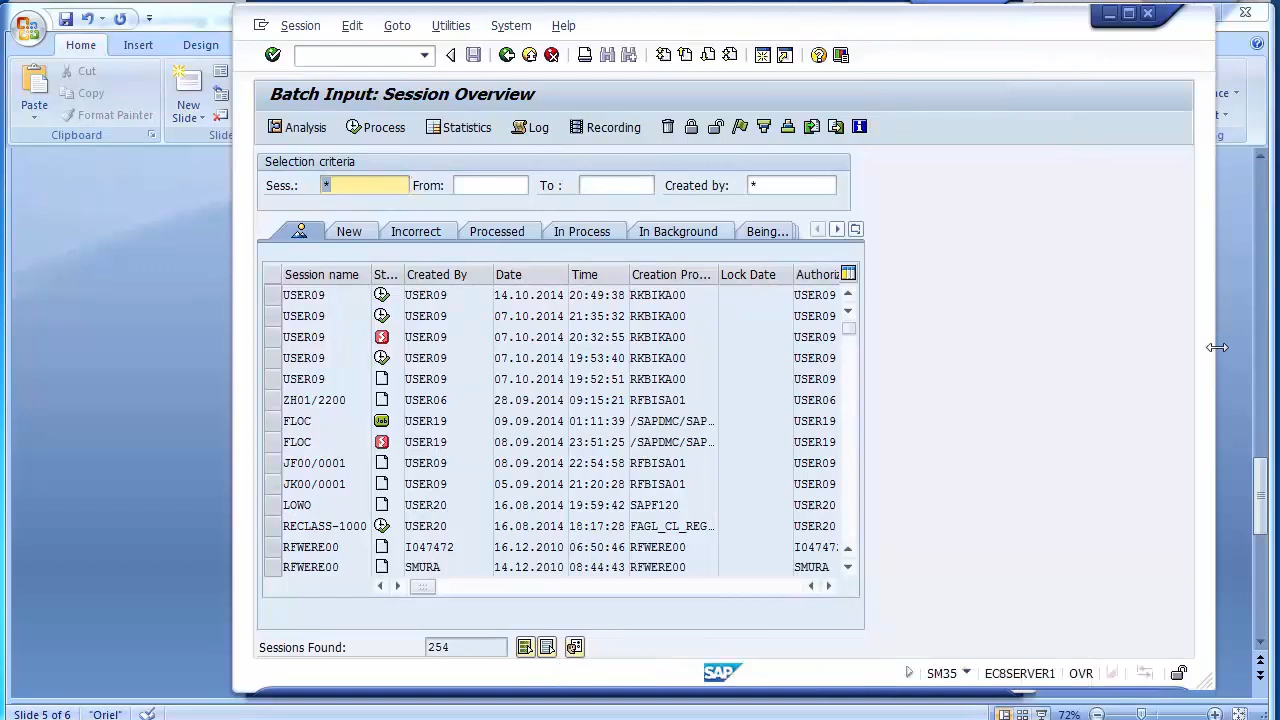 Session Edit Goto Utilities System Help
Home Insert Design
Cut
Copy
Format Painter
Paste
New
Slide
Clipboard
Slide
Batch Input: Session Overview
Analysis Process Statistics Log Recording
Selection criteria
Sess.: * From: To : Created by: *
New Incorrect Processed In Process In Background Being...
Session name St... Created By Date Time Creation Pro... Lock Date Authoriz
USER09 USER09 14.10.2014 20:49:38 RKBIKA00 USER09
USER09 USER09 07.10.2014 21:35:32 RKBIKA00 USER09
USER09 USER09 07.10.2014 20:32:55 RKBIKA00 USER09
USER09 USER09 07.10.2014 19:53:40 RKBIKA00 USER09
USER09 USER09 07.10.2014 19:52:51 RKBIKA00 USER09
ZH01/2200 USER06 28.09.2014 09:15:21 RFBISA01 USER06
FLOC Job USER19 09.09.2014 01:11:39 /SAPDMC/SAP... USER19
FLOC USER19 08.09.2014 23:51:25 /SAPDMC/SAP... USER19
JF00/0001 USER09 08.09.2014 22:54:58 RFBISA01 USER09
JK00/0001 USER09 05.09.2014 21:20:28 RFBISA01 USER09
LOWO USER20 16.08.2014 19:59:42 SAPF120 USER20
RECLASS-1000 USER20 16.08.2014 18:17:28 FAGL_CL_REG... USER20
RFWERE00 I047472 16.12.2010 06:50:46 RFWERE00 I04747
RFWERE00 SMURA 14.12.2010 08:44:43 RFWERE00 SMURA
Sessions Found: 254
SAP SM35 EC8SERVER1 OVR
Slide 5 of 6 "Oriel" 72%